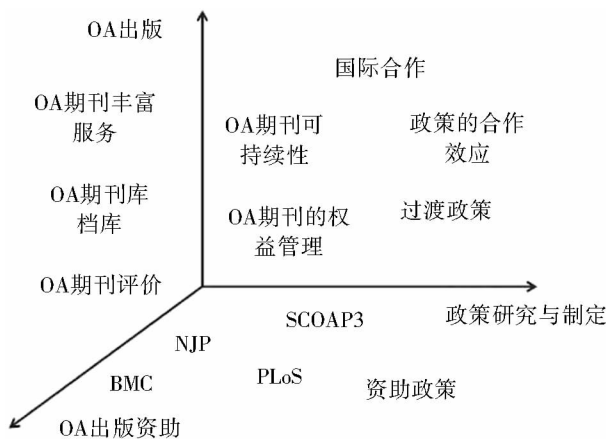 OA出版
国际合作
OA期刊丰富
服务
OA期刊可
持续性
政策的合作
效应
OA期刊库
档库
OA期刊的权
益管理
过渡政策
OA期刊评价
SCOAP3
政策研究与制定
NJP
BMC
PLoS
资助政策
OA出版资助